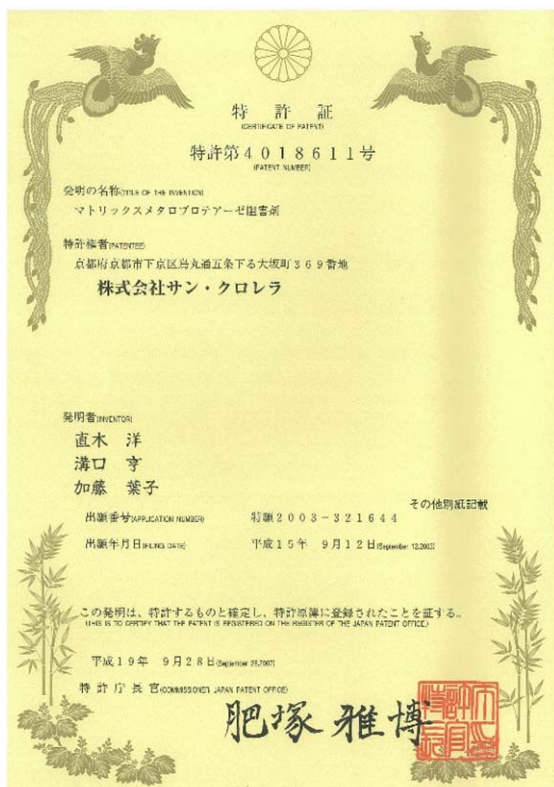 特許証
(CERTIFICATE OF PATENT)
特許第4018611号
(PATENT NUMBER)
発明の名称(TITLE OF THE INVENTION)
マトリックスメタロプロテアーゼ阻害剤
特許権者(PATENTEE)
京都府京都市下京区烏丸通五条下る大坂町369番地
株式会社サン・クロレラ
発明者(INVENTOR)
直木 洋
溝口 亨
加藤 葉子
その他別紙記載
出願番号(APPLICATION NUMBER) 特願2003-321644
出願年月日(FILING DATE) 平成15年 9月12日(September 12,2003)
この発明は、特許するものと確定し、特許原簿に登録されたことを証する。
(THIS IS TO CERTIFY THAT THE PATENT IS REGISTERED ON THE REGISTER OF THE JAPAN PATENT OFFICE.)
平成19年 9月28日(September 28,2007)
特許庁長官(COMMISSIONER JAPAN PATENT OFFICE)
肥塚 雅博